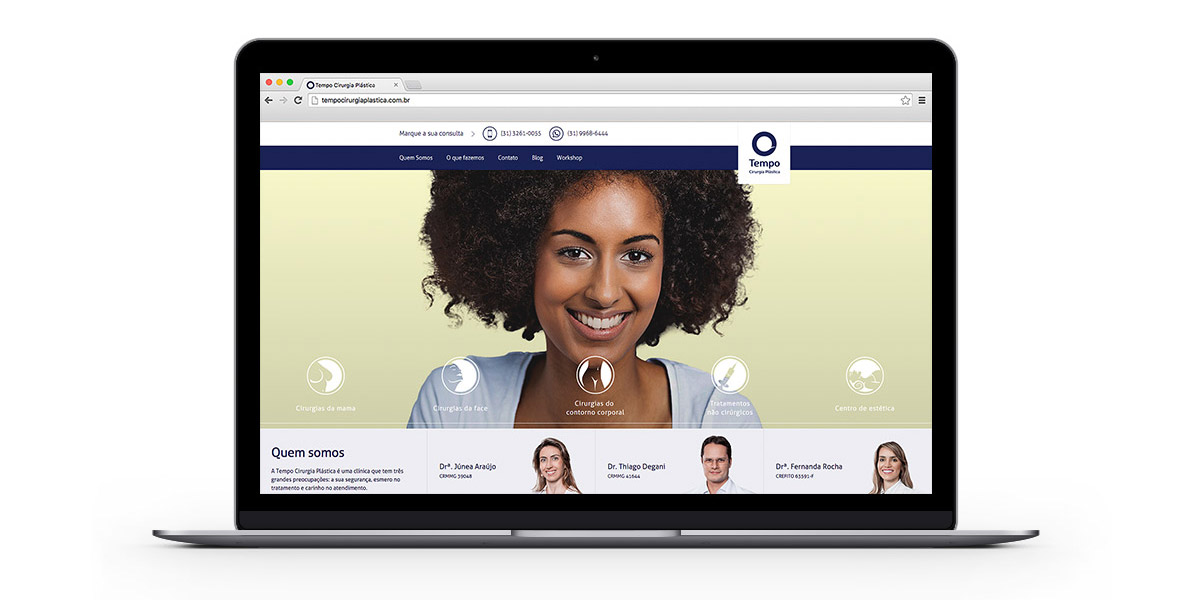 Tempo Cirurgia Plástica
tempocirurgiaplastica.com.br
Marque a sua consulta
(31) 3261-0055
(31) 9968-6444
Quem Somos
O que fazemos
Contato
Blog
Workshop
Tempo
Cirurgia Plástica
Cirurgias da mama
Cirurgias da face
Cirurgias do
contorno corporal
Tratamentos
não cirúrgicos
Centro de estética
Quem somos
A Tempo Cirurgia Plástica é uma clínica que tem três
grandes preocupações: a sua segurança, esmero no
tratamento e carinho no atendimento.
Drª. Júnea Araújo
CRMMG 39048
Dr. Thiago Degani
CRMMG 41644
Drª. Fernanda Rocha
CREFITO 63591-F